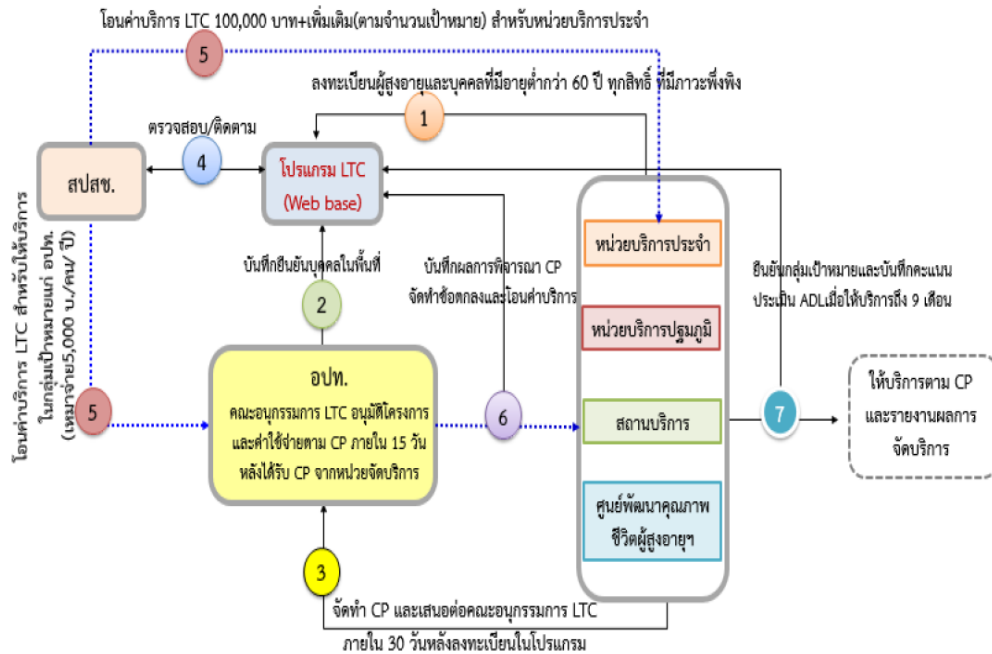 โอนค่าบริการ LTC 100,000 บาท+เพิ่มเติม(ตามจำนวนเป้าหมาย) สำหรับหน่วยบริการประจำ
5
ลงทะเบียนผู้สูงอายุและบุคคลที่มีอายุต่ำกว่า 60 ปี ทุกสิทธิ์ ที่มีภาวะพึ่งพิง
1
ตรวจสอบ/ติดตาม
4
สปสช.
โปรแกรม LTC
(Web base)
โอนค่าบริการ LTC สำหรับให้บริการ
ในกลุ่มเป้าหมายแก่ อปท.
(เหมาจ่าย5,000 บ./คน/ ปี)
5
บันทึกยืนยันบุคคลในพื้นที่
2
บันทึกผลการพิจารณา CP
จัดทำข้อตกลงและโอนค่าบริการ
6
หน่วยบริการประจำ
หน่วยบริการปฐมภูมิ
สถานบริการ
ศูนย์พัฒนาคุณภาพ
ชีวิตผู้สูงอายุฯ
ยืนยันกลุ่มเป้าหมายและบันทึกคะแนน
ประเมิน ADLเมื่อให้บริการถึง 9 เดือน
7
ให้บริการตาม CP
และรายงานผลการ
จัดบริการ
อปท.
คณะอนุกรรมการ LTC อนุมัติโครงการ
และค่าใช้จ่ายตาม CP ภายใน 15 วัน
หลังได้รับ CP จากหน่วยจัดบริการ
3
จัดทำ CP และเสนอต่อคณะอนุกรรมการ LTC
ภายใน 30 วันหลังลงทะเบียนในโปรแกรม